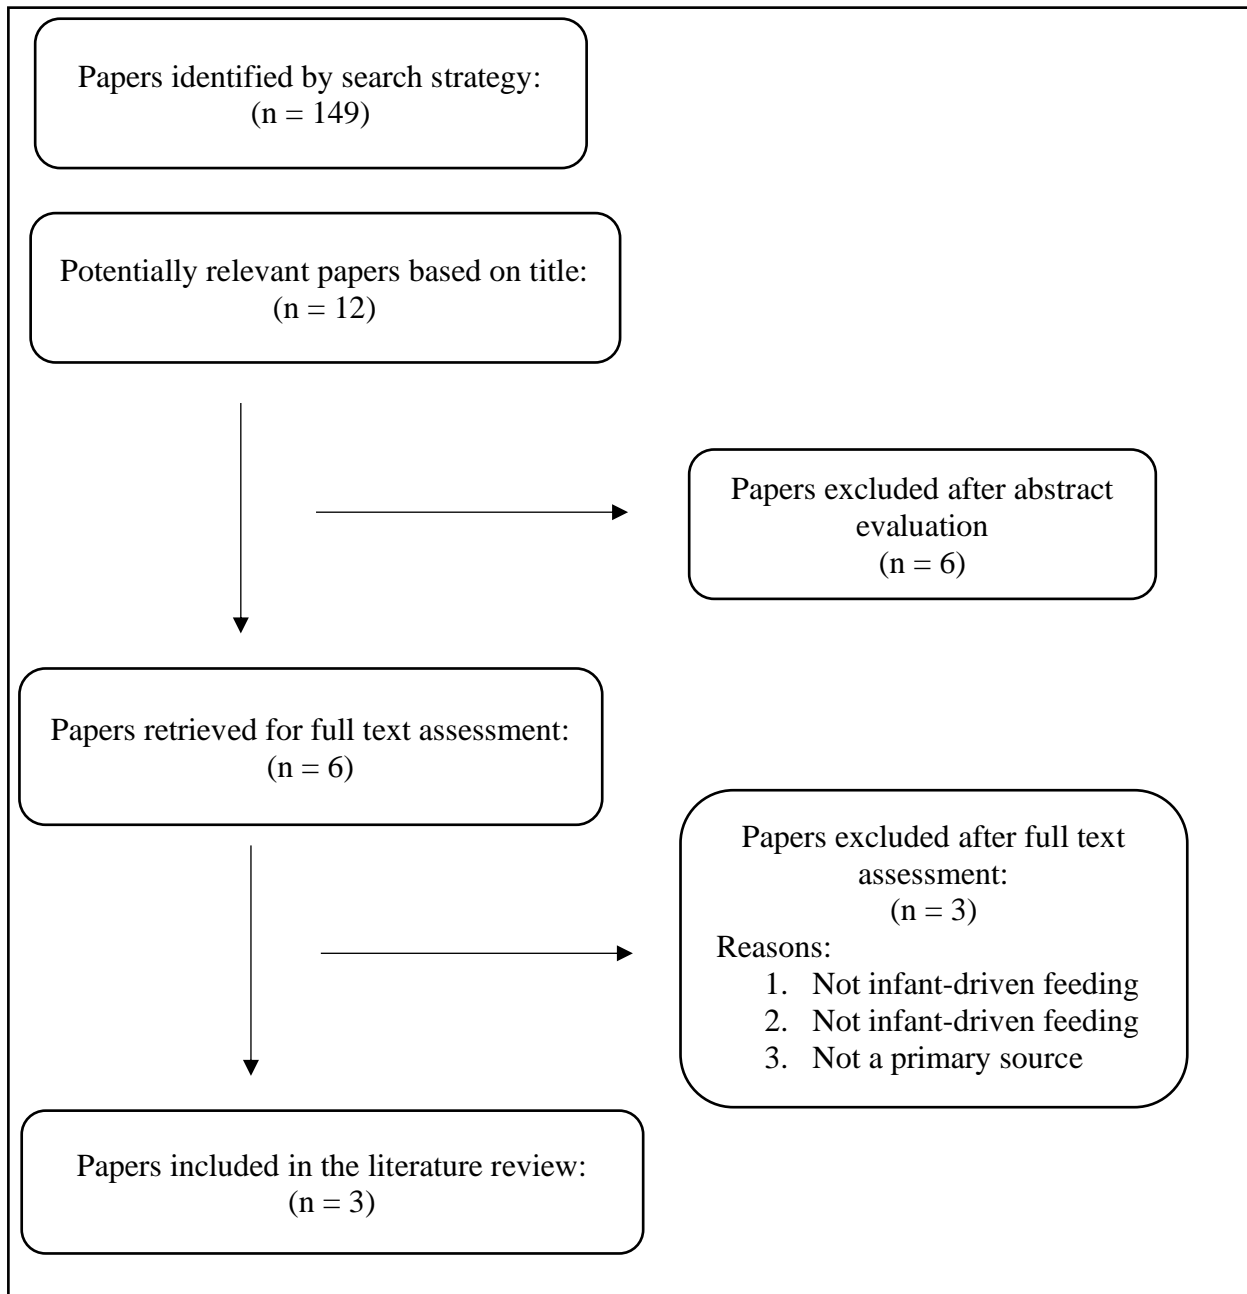 Papers identified by search strategy:
(n = 149)
Potentially relevant papers based on title:
(n = 12)
Papers excluded after abstract
evaluation
(n = 6)
Papers retrieved for full text assessment:
(n = 6)
Papers excluded after full text
assessment:
(n = 3)
Reasons:
1. Not infant-driven feeding
2. Not infant-driven feeding
3. Not a primary source
Papers included in the literature review:
(n = 3)